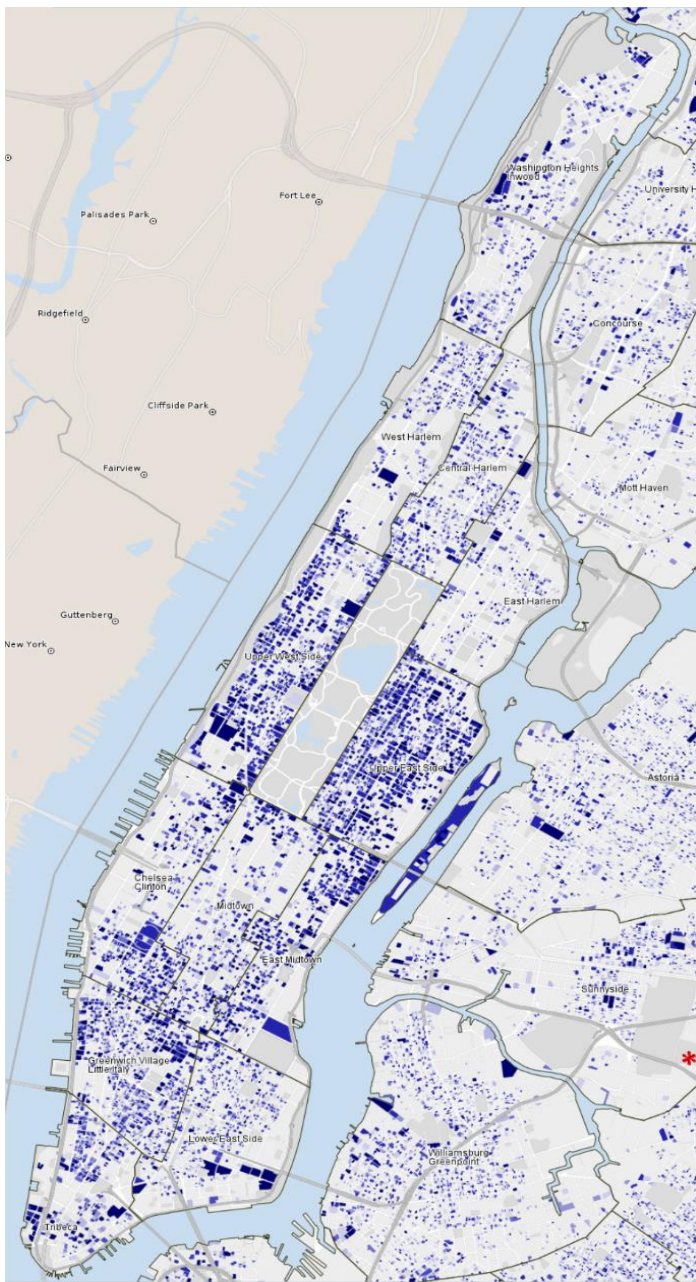 Washington Heights
Inwood
Fort Lee
University H
Palisades Park
Ridgefield
Concourse
Cliffside Park
West Harlem
Central Harlem
Fairview
Mott Haven
East Harlem
Guttenberg
New York
Upper West Side
Upper East Side
Astoria
Chelsea
Clinton
Midtown
East Midtown
Sunnyside
*
Greenwich Village
Little Italy
Lower East Side
Williamsburg
Greenpoint
Tribeca